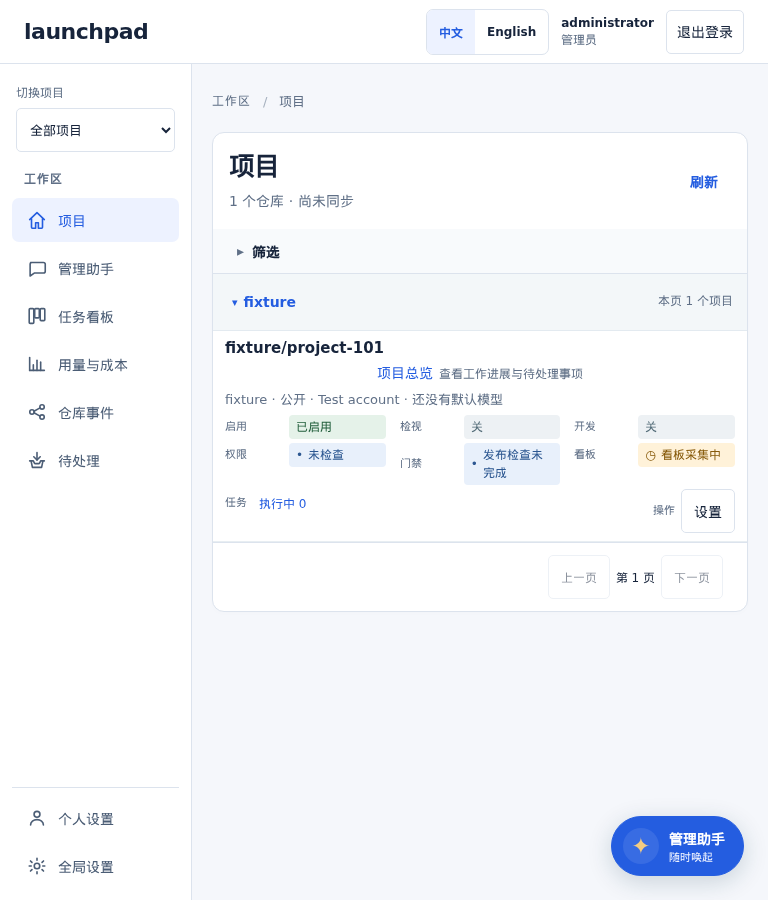 launchpad
中文
English
administrator
管理员
退出登录
切换项目
全部项目
工作区
项目
管理助手
任务看板
用量与成本
仓库事件
待处理
个人设置
全局设置
工作区 / 项目
项目
1 个仓库 · 尚未同步
刷新
▸ 筛选
▾ fixture
本页 1 个项目
fixture/project-101
项目总览 查看工作进展与待处理事项
fixture · 公开 · Test account · 还没有默认模型
启用 已启用 检视 关 开发 关
权限 • 未检查 门禁 • 发布检查未
完成
看板 看板采集中
任务 执行中 0
操作 设置
上一页 第 1 页 下一页
管理助手
随时唤起